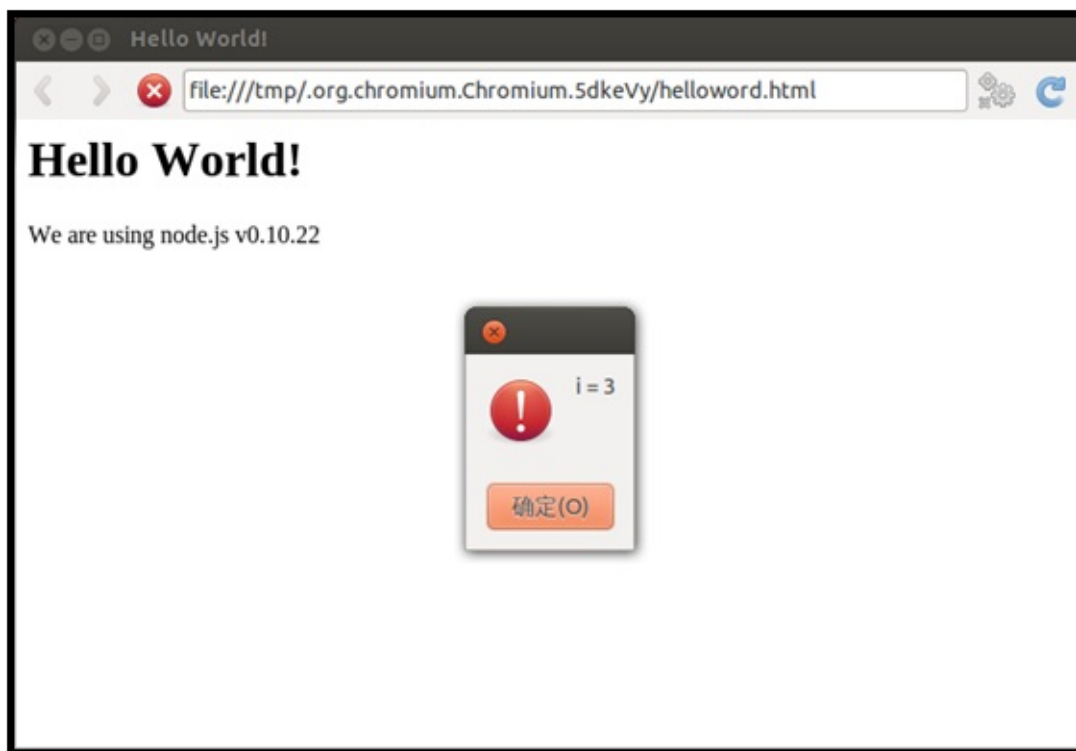 Hello World!
file:///tmp/.org.chromium.Chromium.5dkeVy/helloword.html
Hello World!
We are using node.js v0.10.22
i = 3
确定(O)